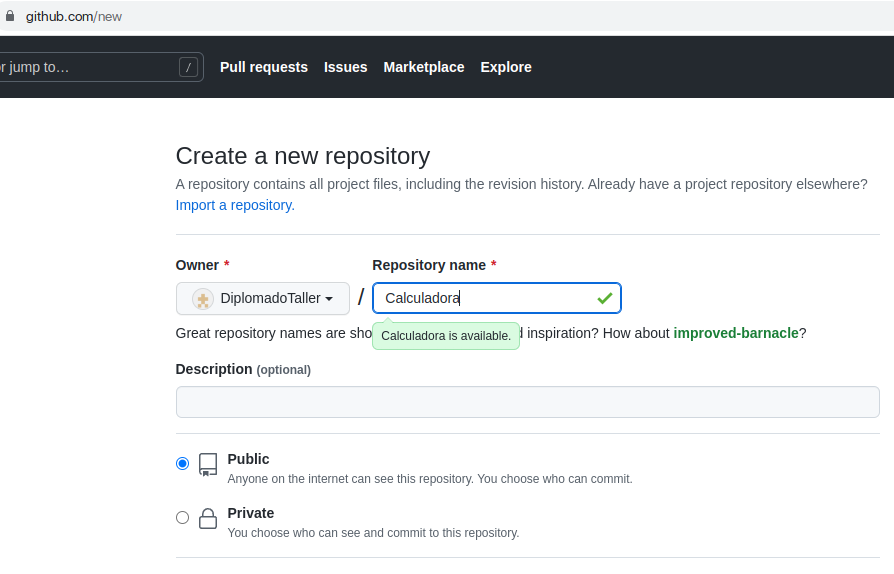 github.com/new
r jump to…
/
Pull requests Issues Marketplace Explore
Create a new repository
A repository contains all project files, including the revision history. Already have a project repository elsewhere?
Import a repository.
Owner * Repository name *
DiplomadoTaller / Calculadora
Great repository names are sho d inspiration? How about improved-barnacle?
Calculadora is available.
Description (optional)
Public
Anyone on the internet can see this repository. You choose who can commit.
Private
You choose who can see and commit to this repository.